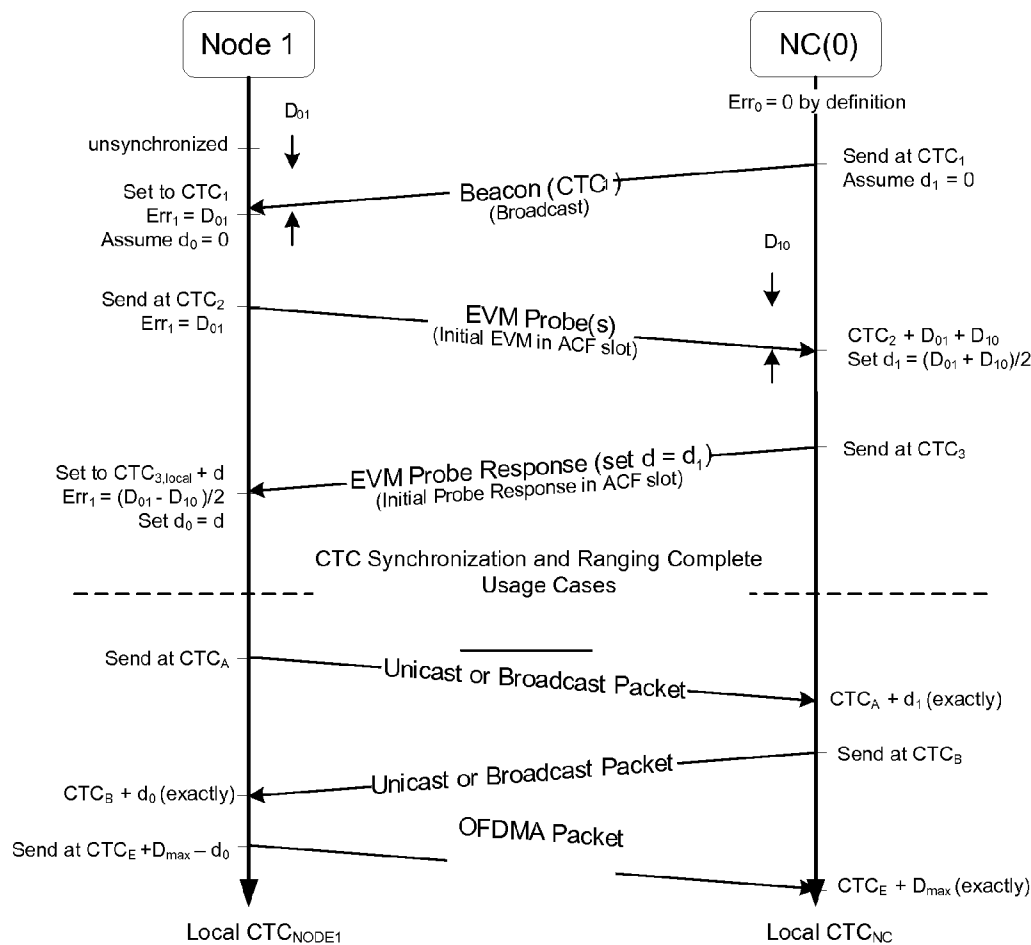 Node 1
NC(0)
Err₀ = 0 by definition
D₀₁
unsynchronized
Send at CTC₁
Assume d₁ = 0
Set to CTC₁
Err₁ = D₀₁
Assume d₀ = 0
Beacon (CTC₁)
(Broadcast)
D₁₀
Send at CTC₂
Err₁ = D₀₁
EVM Probe(s)
(Initial EVM in ACF slot)
CTC₂ + D₀₁ + D₁₀
Set d₁ = (D₀₁ + D₁₀)/2
Send at CTC₃
EVM Probe Response (set d = d₁)
(Initial Probe Response in ACF slot)
Set to CTC₃,local + d
Err₁ = (D₀₁ - D₁₀)/2
Set d₀ = d
CTC Synchronization and Ranging Complete
Usage Cases
Send at CTC_A
Unicast or Broadcast Packet
CTC_A + d₁ (exactly)
Send at CTC_B
Unicast or Broadcast Packet
CTC_B + d₀ (exactly)
OFDMA Packet
Send at CTC_E +D_max – d₀
CTC_E + D_max (exactly)
Local CTC_NODE1
Local CTC_NC